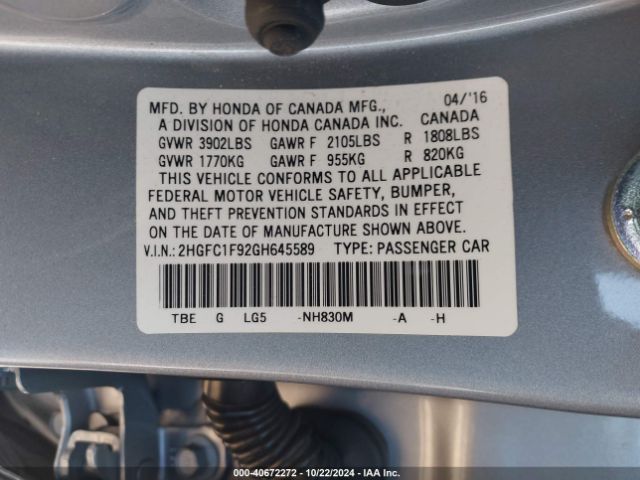 MFD. BY HONDA OF CANADA MFG., 04/'16
A DIVISION OF HONDA CANADA INC. CANADA
GVWR 3902LBS GAWR F 2105LBS R 1808LBS
GVWR 1770KG GAWR F 955KG R 820KG
THIS VEHICLE CONFORMS TO ALL APPLICABLE
FEDERAL MOTOR VEHICLE SAFETY, BUMPER,
AND THEFT PREVENTION STANDARDS IN EFFECT
ON THE DATE OF MANUFACTURE SHOWN ABOVE.
V.I.N.: 2HGFC1F92GH645589 TYPE: PASSENGER CAR
TBE G LG5 -NH830M -A -H
000-40672272 - 10/22/2024 - IAA Inc.